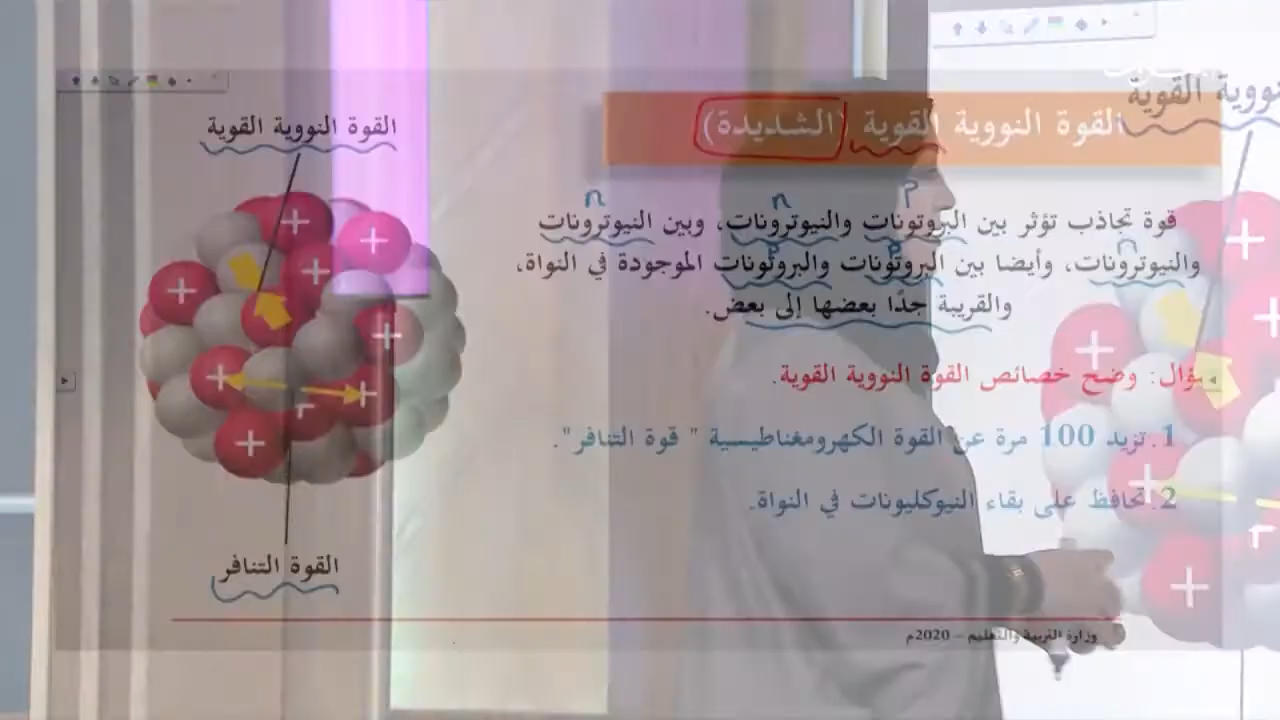 القوة النووية القوية (الشديدة)
قوة تجاذب تؤثر بين البروتونات والنيوترونات، وبين النيوترونات
والنيوترونات، وأيضا بين البروتونات والبروتونات الموجودة في النواة،
والقريبة جدًا بعضها إلى بعض.
سؤال: وضح خصائص القوة النووية القوية.
1. تزيد 100 مرة عن القوة الكهرومغناطيسية " قوة التنافر".
2. تحافظ على بقاء النيوكليونات في النواة.
القوة النووية القوية
القوة التنافر
وزارة التربية والتعليم – 2020م
نووية القوية
p
n
n
n
p
p